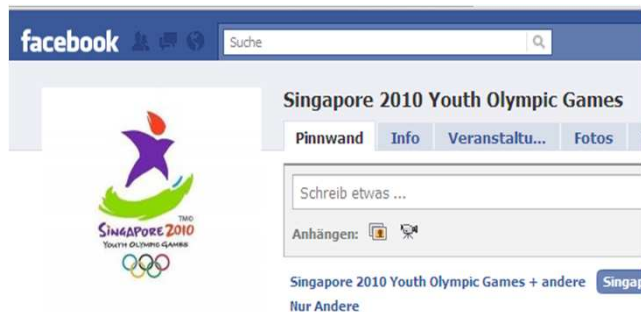 facebook Suche
Singapore 2010 Youth Olympic Games
Pinnwand Info Veranstaltu... Fotos
Schreib etwas ...
Anhängen:
TM©
SINGAPORE 2010
YOUTH OLYMPIC GAMES
Singapore 2010 Youth Olympic Games + andere
Nur Andere